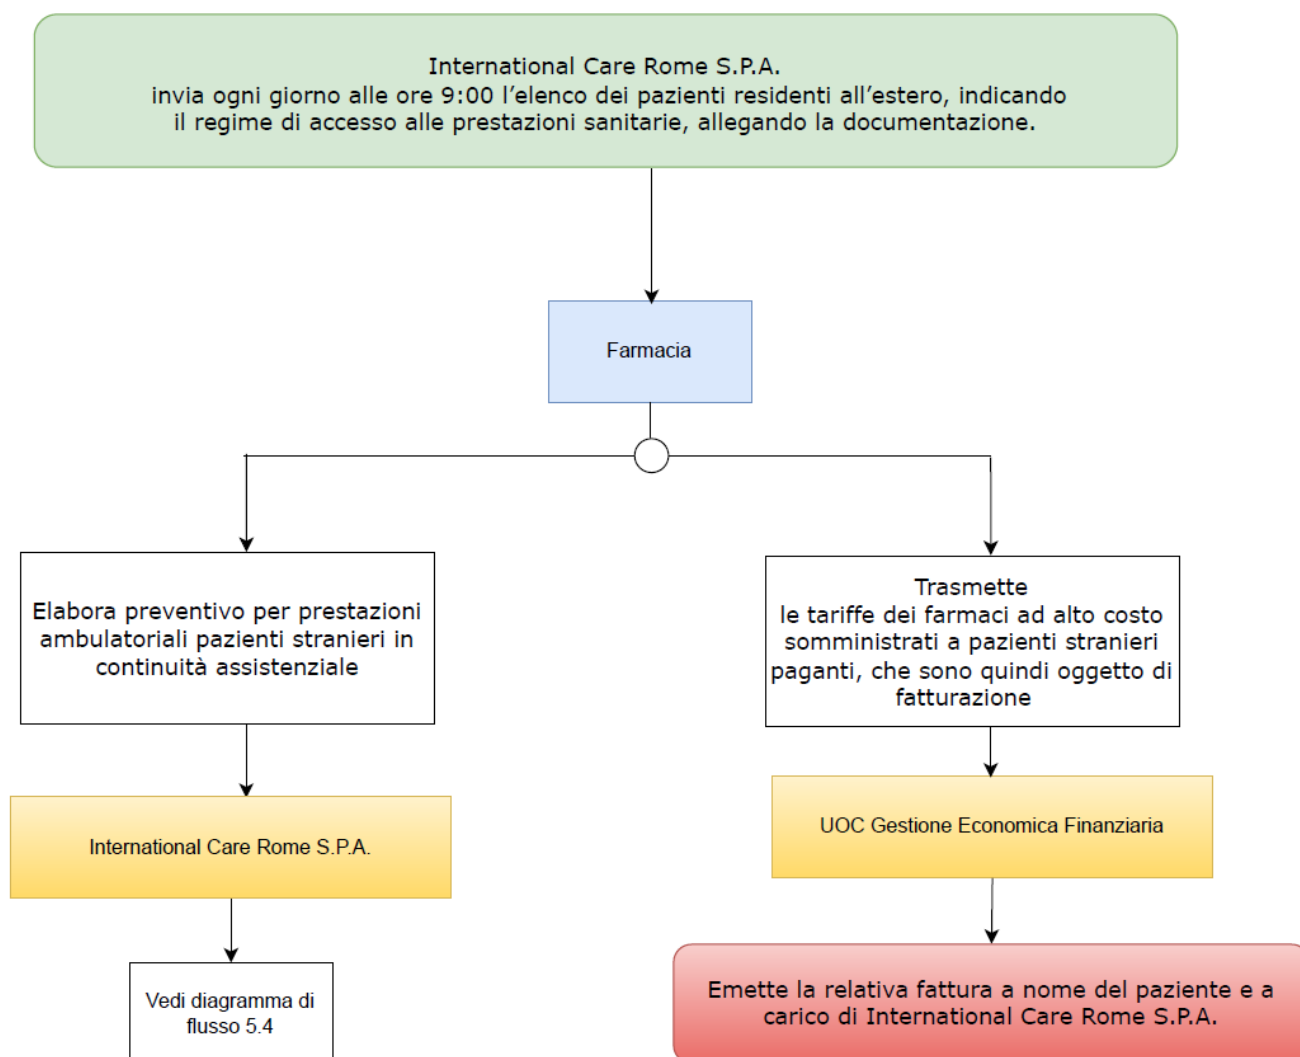 International Care Rome S.P.A.
invia ogni giorno alle ore 9:00 l’elenco dei pazienti residenti all’estero, indicando
il regime di accesso alle prestazioni sanitarie, allegando la documentazione.
Farmacia
Elabora preventivo per prestazioni
ambulatoriali pazienti stranieri in
continuità assistenziale
Trasmette
le tariffe dei farmaci ad alto costo
somministrati a pazienti stranieri
paganti, che sono quindi oggetto di
fatturazione
International Care Rome S.P.A.
UOC Gestione Economica Finanziaria
Vedi diagramma di
flusso 5.4
Emette la relativa fattura a nome del paziente e a
carico di International Care Rome S.P.A.